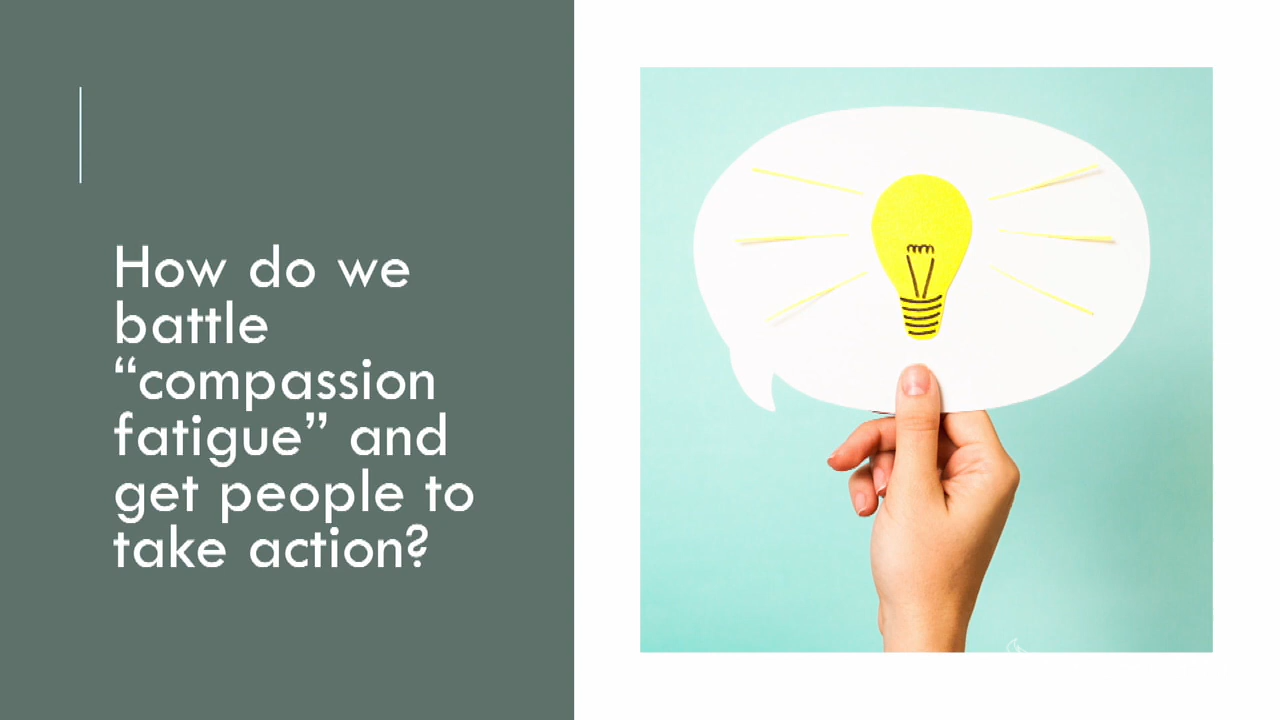 How do we
battle
“compassion
fatigue” and
get people to
take action?